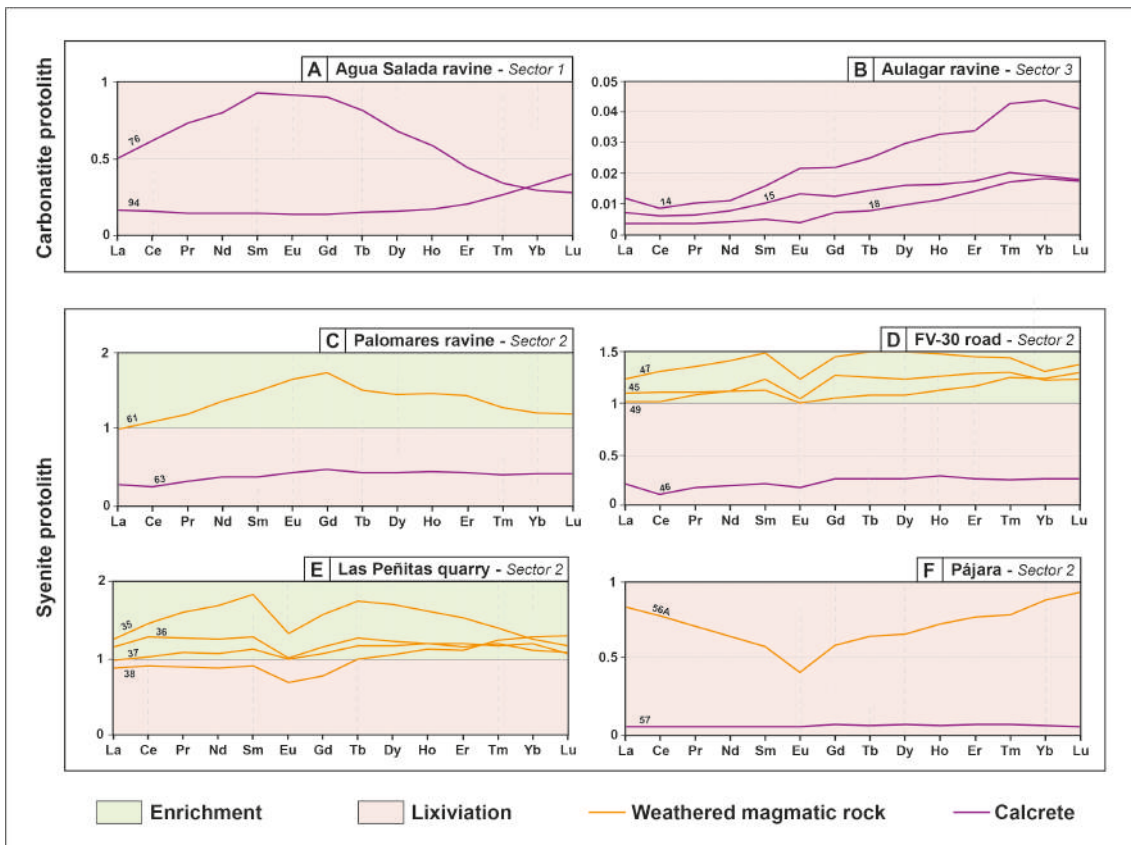 Carbonatite protolith
A Agua Salada ravine - Sector 1
1
0.5
0
76
94
La Ce Pr Nd Sm Eu Gd Tb Dy Ho Er Tm Yb Lu
B Aulagar ravine - Sector 3
0.05
0.04
0.03
0.02
0.01
0
14
15
18
La Ce Pr Nd Sm Eu Gd Tb Dy Ho Er Tm Yb Lu
Syenite protolith
C Palomares ravine - Sector 2
2
1
0
61
63
La Ce Pr Nd Sm Eu Gd Tb Dy Ho Er Tm Yb Lu
D FV-30 road - Sector 2
1.5
1
0.5
0
47
45
49
46
La Ce Pr Nd Sm Eu Gd Tb Dy Ho Er Tm Yb Lu
E Las Peñitas quarry - Sector 2
2
1
0
35
36
37
38
La Ce Pr Nd Sm Eu Gd Tb Dy Ho Er Tm Yb Lu
F Pájara - Sector 2
1
0.5
0
56A
57
La Ce Pr Nd Sm Eu Gd Tb Dy Ho Er Tm Yb Lu
Enrichment Lixiviation Weathered magmatic rock Calcrete